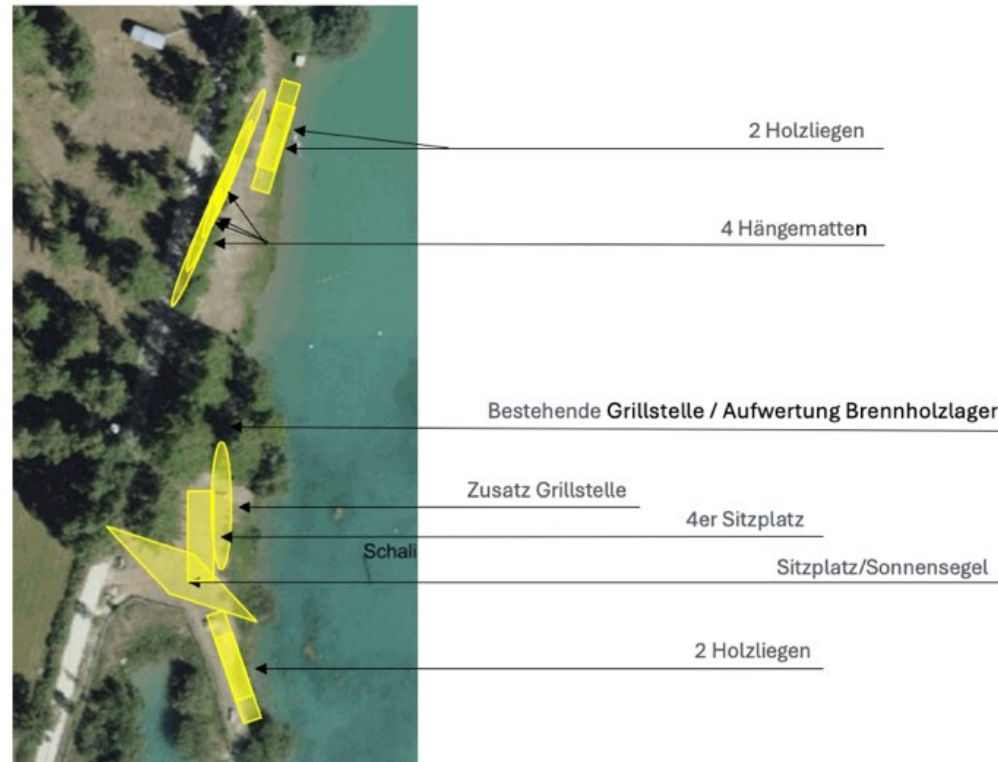 2 Holzliegen
4 Hängematten
Bestehende Grillstelle / Aufwertung Brennholzlager
Zusatz Grillstelle
4er Sitzplatz
Schali
Sitzplatz/Sonnensegel
2 Holzliegen